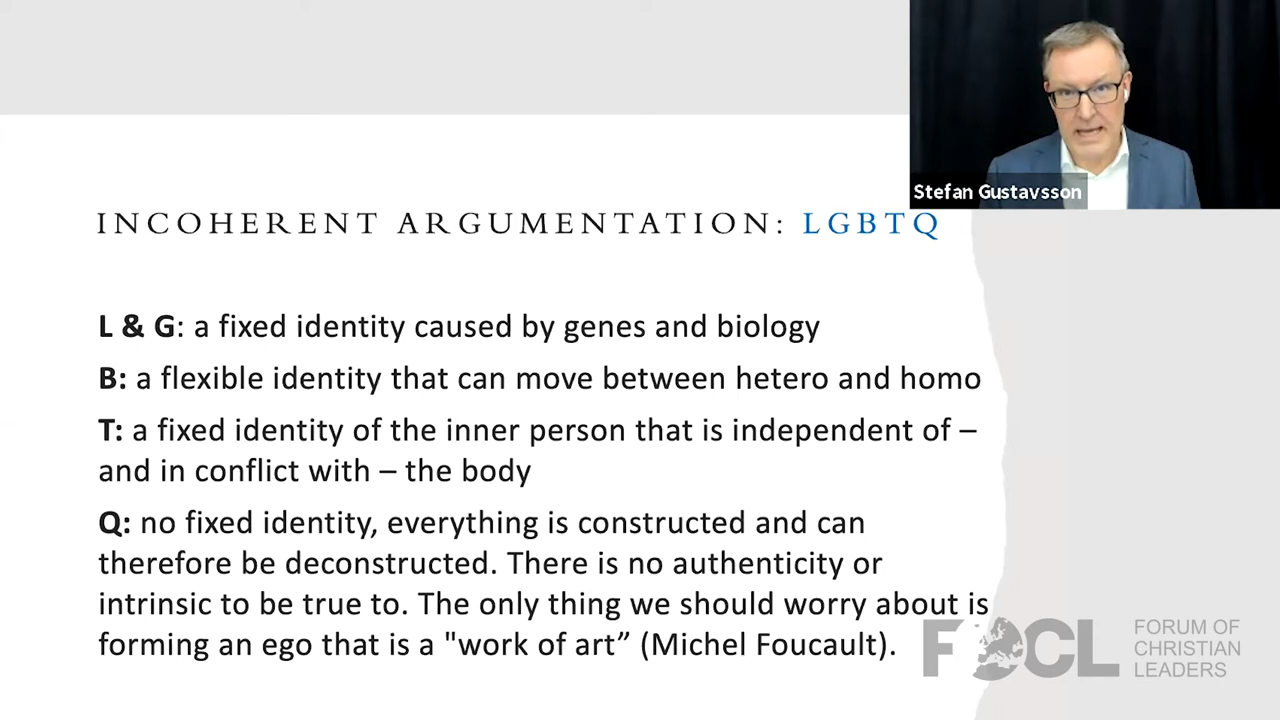 Stefan Gustavsson
INCOHERENT ARGUMENTATION: LGBTQ
L & G: a fixed identity caused by genes and biology
B: a flexible identity that can move between hetero and homo
T: a fixed identity of the inner person that is independent of –
and in conflict with – the body
Q: no fixed identity, everything is constructed and can
therefore be deconstructed. There is no authenticity or
intrinsic to be true to. The only thing we should worry about is
forming an ego that is a "work of art” (Michel Foucault).
FOCL
FORUM OF
CHRISTIAN
LEADERS